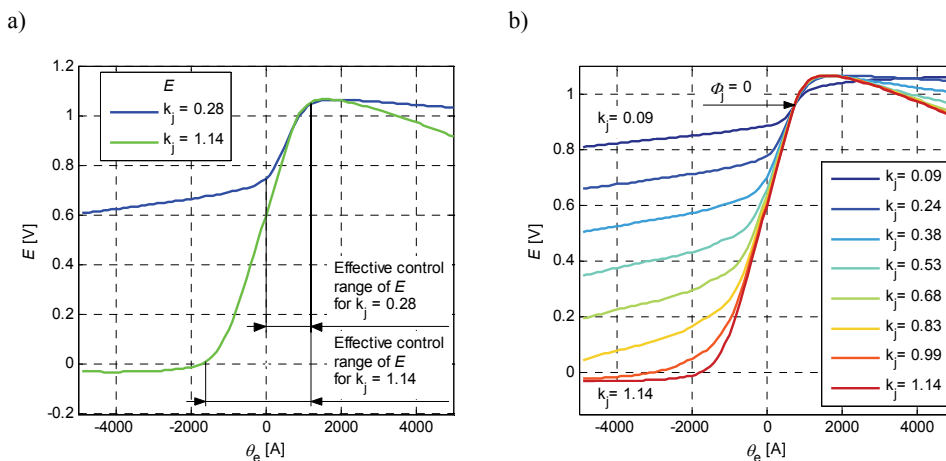 a)
E
k_j = 0.28
k_j = 1.14
1.2
1
0.8
0.6
0.4
0.2
0
-0.2
E [V]
-4000 -2000 0 2000 4000
θ_e [A]
Effective control
range of E
for k_j = 0.28
Effective control
range of E
for k_j = 1.14
b)
Φ_j = 0
k_j = 0.09
1
0.8
0.6
0.4
0.2
0
E [V]
k_j= 1.14
-4000 -2000 0 2000 4000
θ_e [A]
k_j= 0.09
k_j= 0.24
k_j= 0.38
k_j= 0.53
k_j= 0.68
k_j= 0.83
k_j= 0.99
k_j= 1.14